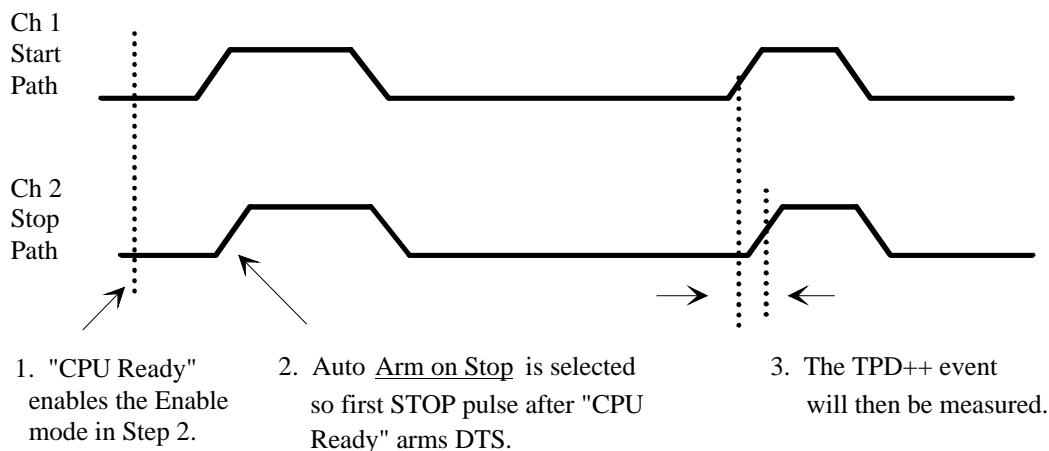 Ch 1
Start
Path
Ch 2
Stop
Path
1. "CPU Ready"
enables the Enable
mode in Step 2.
2. Auto Arm on Stop is selected
so first STOP pulse after "CPU
Ready" arms DTS.
3. The TPD++ event
will then be measured.